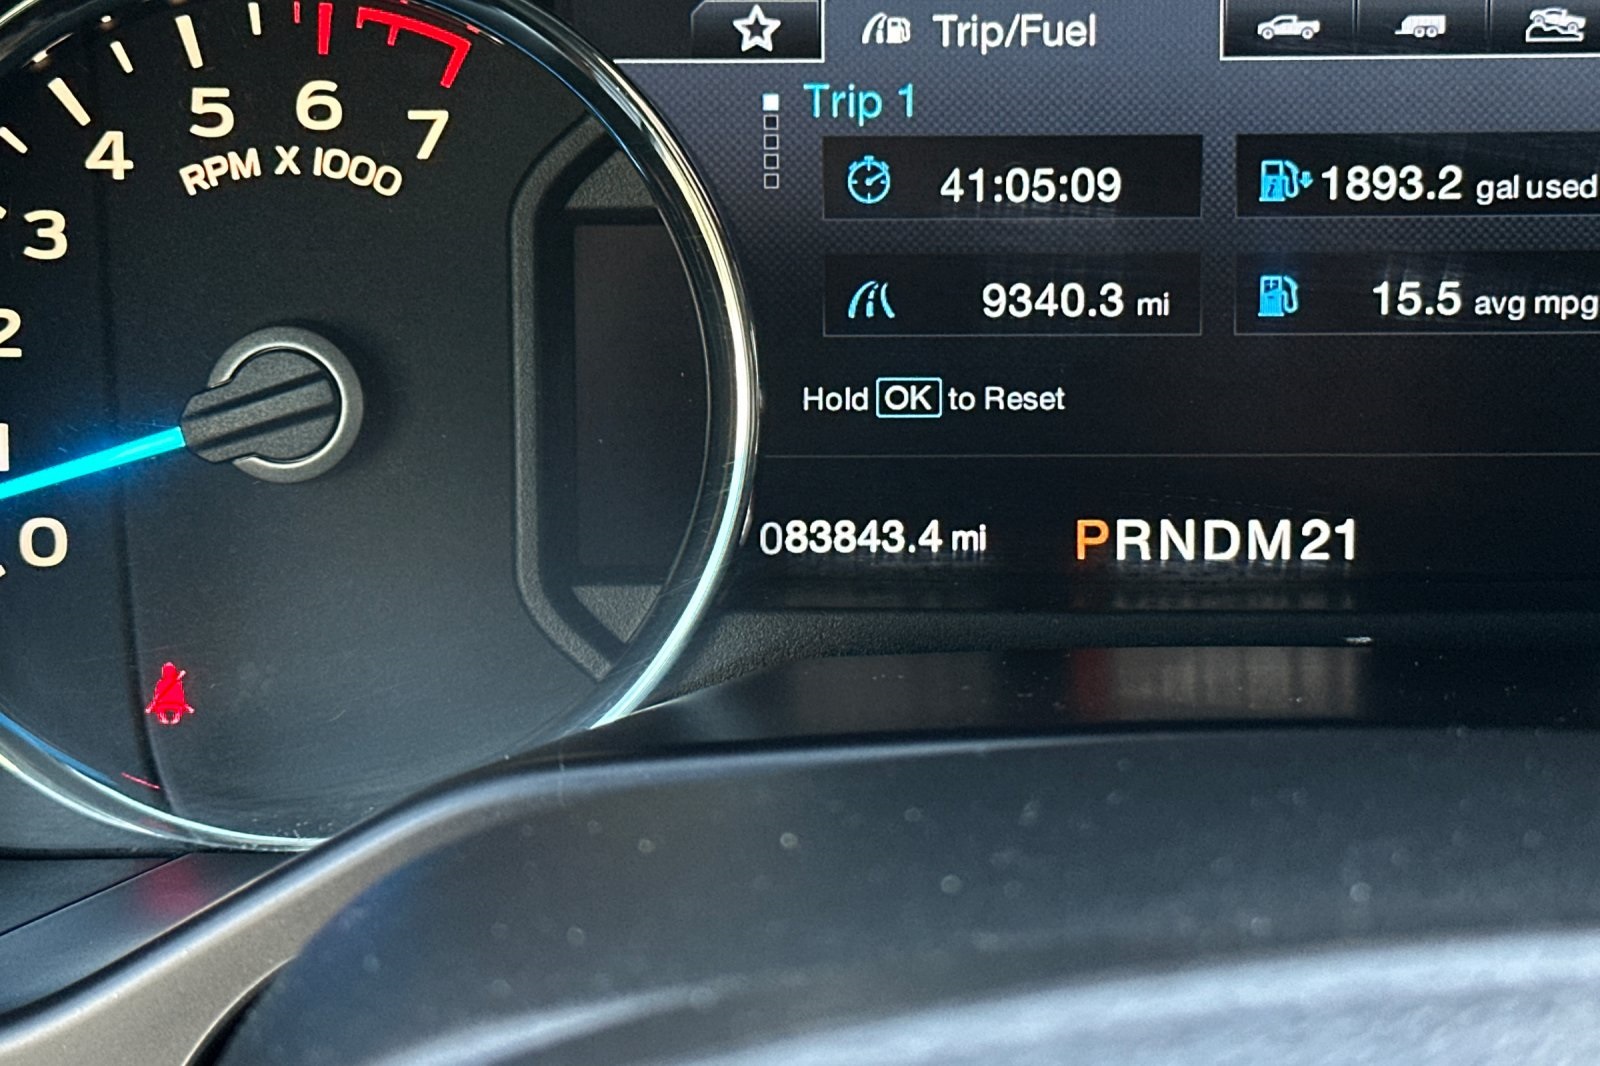 Trip/Fuel
Trip 1
41:05:09
1893.2 gal used
9340.3 mi
15.5 avg mpg
Hold OK to Reset
083843.4 mi
PRNDM21
0
1
2
3
4
5
6
7
RPM X 1000